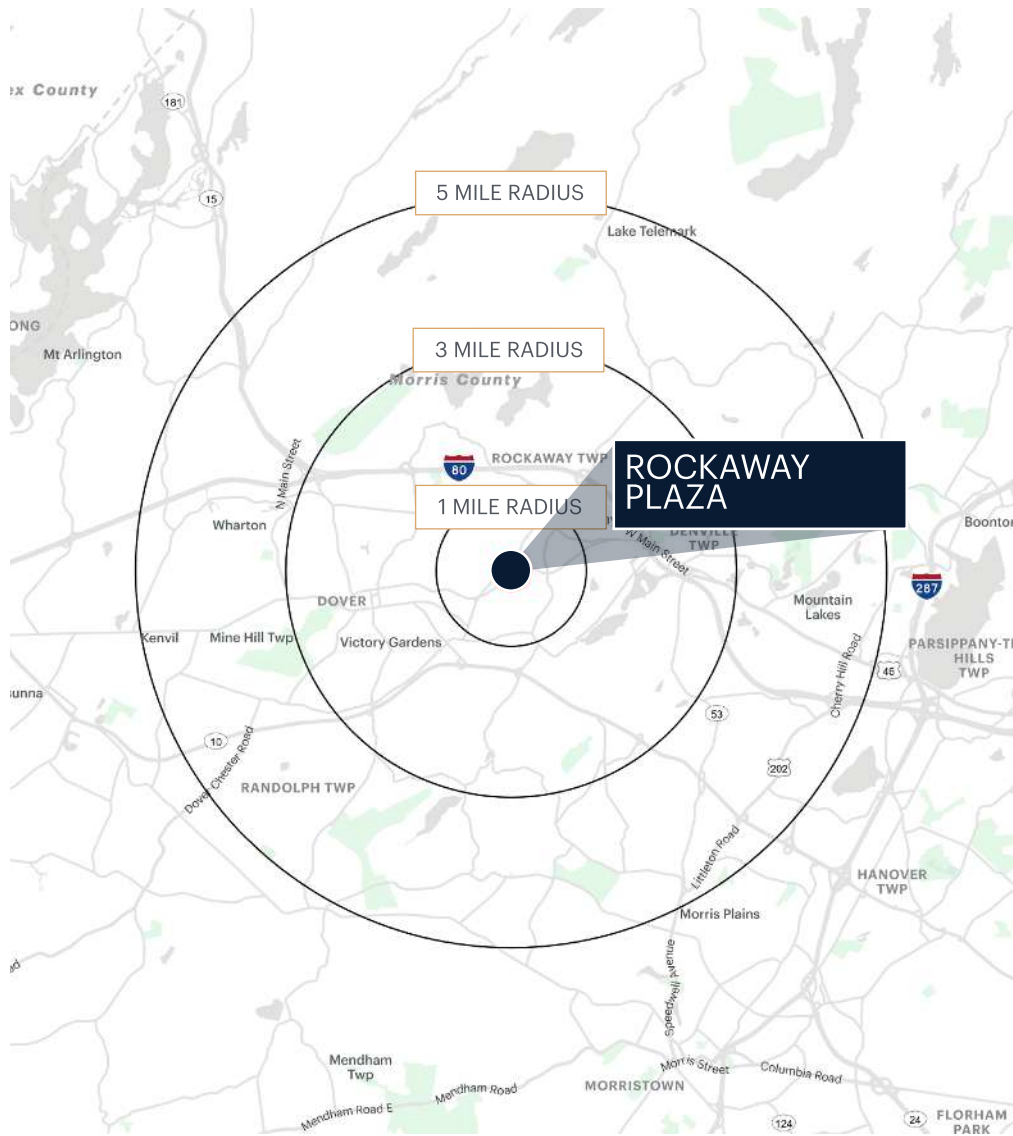 ex County
181
15
5 MILE RADIUS
Lake Telemark
ONG
Mt Arlington
3 MILE RADIUS
Morris County
N Main Street
80
ROCKAWAY TWP
ROCKAWAY
PLAZA
1 MILE RADIUS
Wharton
W Main Street
DENVILLE
TWP
Boonton
287
DOVER
Mountain
Lakes
Kenvil
Mine Hill Twp
Victory Gardens
PARSIPPANY-T
HILLS
TWP
46
Cherry Hill Road
unna
53
10
Dover Chester Road
202
RANDOLPH TWP
Littleton Road
HANOVER
TWP
Morris Plains
Speedwell Avenue
ad
Mendham
Twp
Morris Street
Columbia Road
MORRISTOWN
Mendham Road
Mendham Road E
124
24
FLORHAM
PARK